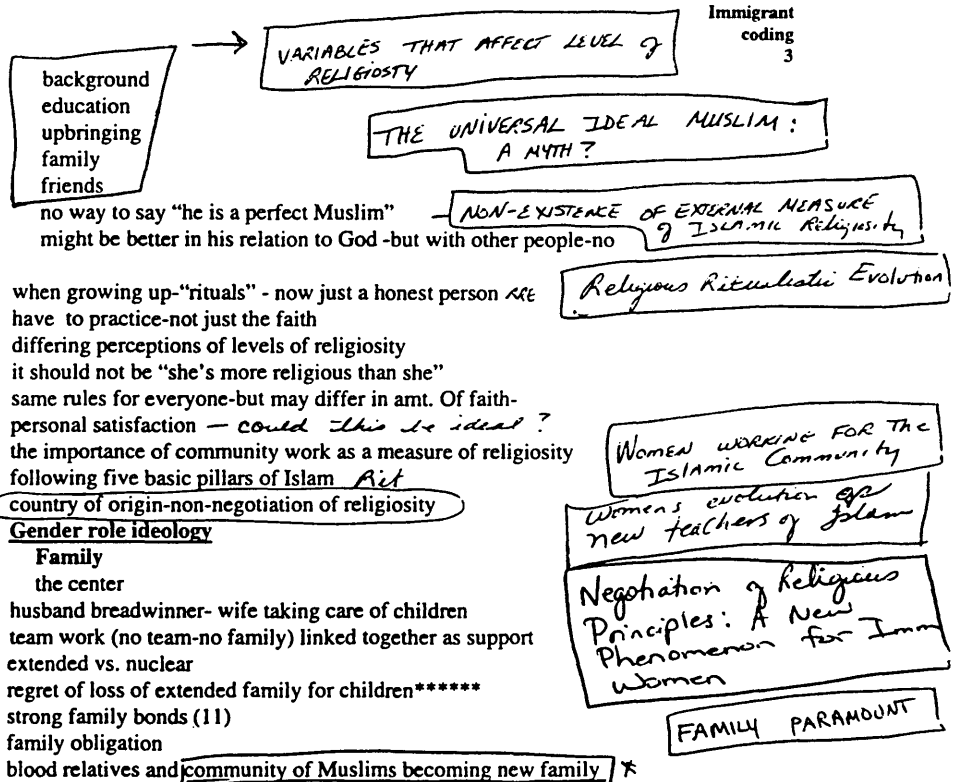 Immigrant
coding
3
VARIABLES THAT AFFECT LEVEL of
RELIGIOSTY
background
education
upbringing
family
friends
THE UNIVERSAL IDEAL MUSLIM:
A MYTH?
no way to say “he is a perfect Muslim”
NON-EXISTENCE OF EXTERNAL MEASURE
of ISLAMIC Religiosity
might be better in his relation to God -but with other people-no
Religious Ritualistic Evolution
when growing up-“rituals” - now just a honest person
have to practice-not just the faith
differing perceptions of levels of religiosity
it should not be “she's more religious than she”
same rules for everyone-but may differ in amt. Of faith-
personal satisfaction — could this be ideal?
the importance of community work as a measure of religiosity
WOMEN WORKING FOR The
Islamic Community
following five basic pillars of Islam Rit
country of origin-non-negotiation of religiosity
Womens evolution as
new teachers of Islam
Gender role ideology
Family
the center
Negotiation of Religious
Principles: A New
Phenomenon for Imm
Women
husband breadwinner- wife taking care of children
team work (no team-no family) linked together as support
extended vs. nuclear
regret of loss of extended family for children******
FAMILY PARAMOUNT
strong family bonds (11)
family obligation
blood relatives and community of Muslims becoming new family *